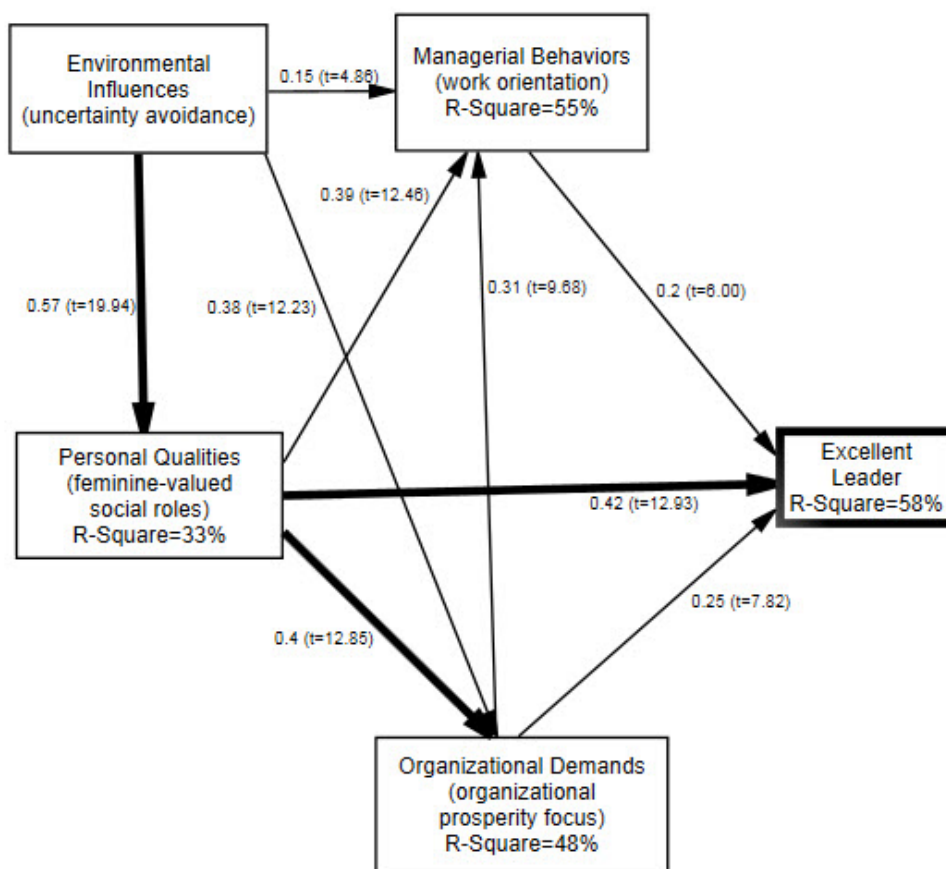 Environmental
Influences
(uncertainty avoidance)
0.15 (t=4.86)
Managerial Behaviors
(work orientation)
R-Square=55%
0.39 (t=12.46)
0.57 (t=19.94)
0.38 (t=12.23)
0.31 (t=9.68)
0.2 (t=6.00)
Personal Qualities
(feminine-valued
social roles)
R-Square=33%
Excellent
Leader
R-Square=58%
0.42 (t=12.93)
0.4 (t=12.85)
0.25 (t=7.82)
Organizational Demands
(organizational
prosperity focus)
R-Square=48%